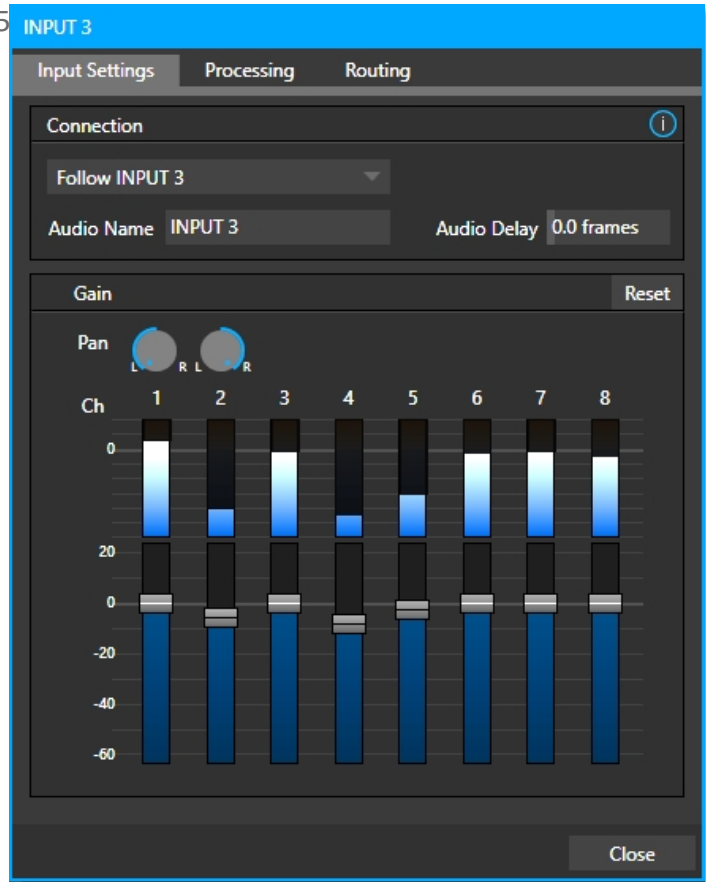 5
INPUT 3
Input Settings Processing Routing
Connection i
Follow INPUT 3
Audio Name INPUT 3 Audio Delay 0.0 frames
Gain Reset
Pan
L R L R
Ch 1 2 3 4 5 6 7 8
0
20
0
-20
-40
-60
Close